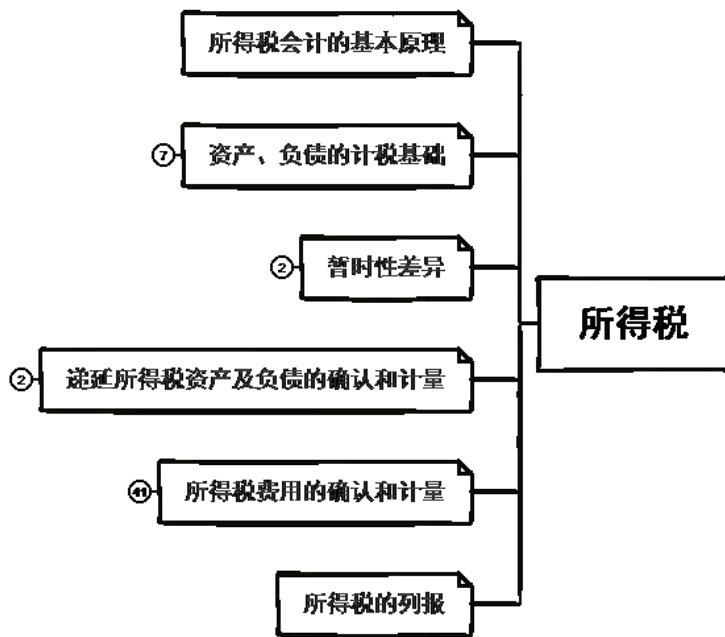 所得税会计的基本原理
⑦
资产、负债的计税基础
②
暂时性差异
所得税
②
递延所得税资产及负债的确认和计量
㊶
所得税费用的确认和计量
所得税的列报